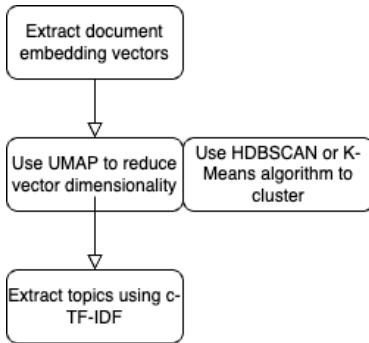 Extract document
embedding vectors
Use UMAP to reduce
vector dimensionality
Use HDBSCAN or K-
Means algorithm to
cluster
Extract topics using c-
TF-IDF